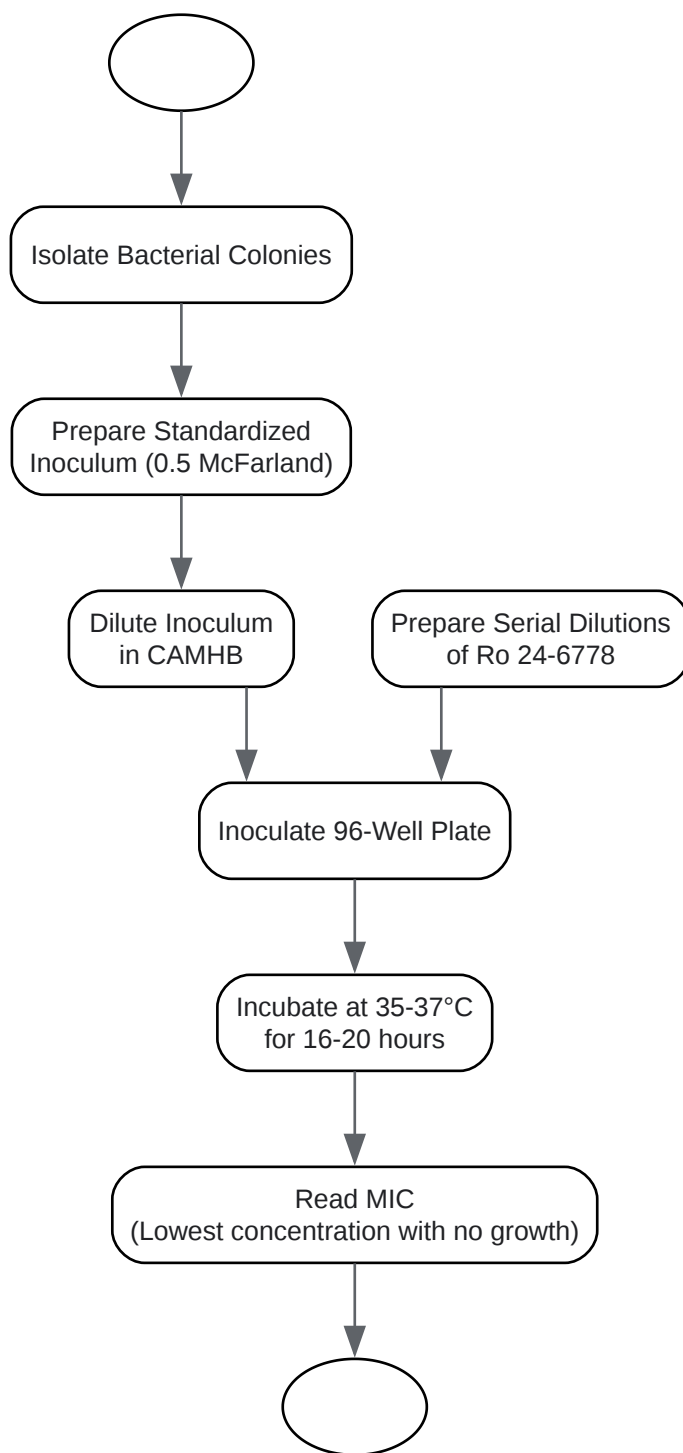 Isolate Bacterial Colonies
Prepare Standardized
Inoculum (0.5 McFarland)
Dilute Inoculum
in CAMHB
Prepare Serial Dilutions
of Ro 24-6778
Inoculate 96-Well Plate
Incubate at 35-37°C
for 16-20 hours
Read MIC
(Lowest concentration with no growth)